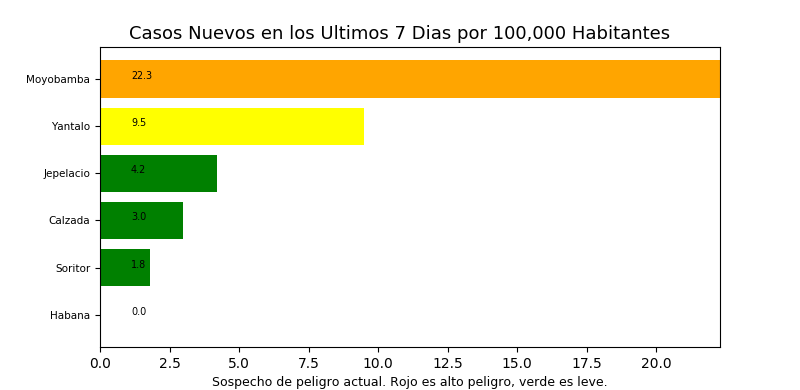 Casos Nuevos en los Ultimos 7 Dias por 100,000 Habitantes
Moyobamba 22.3
Yantalo 9.5
Jepelacio 4.2
Calzada 3.0
Soritor 1.8
Habana 0.0
0.0 2.5 5.0 7.5 10.0 12.5 15.0 17.5 20.0
Sospecho de peligro actual. Rojo es alto peligro, verde es leve.